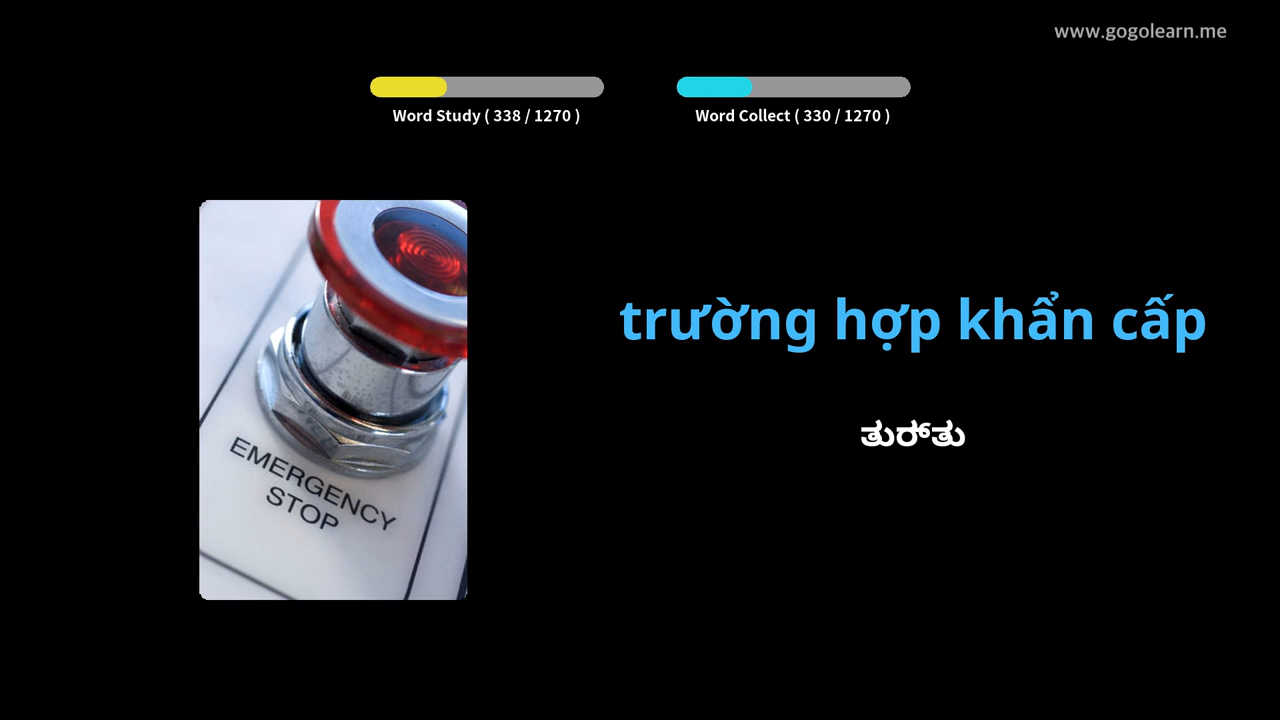 www.gogolearn.me
Word Study ( 338 / 1270 )
Word Collect ( 330 / 1270 )
trường hợp khẩn cấp
ತುರ್ತು
EMERGENCY
STOP